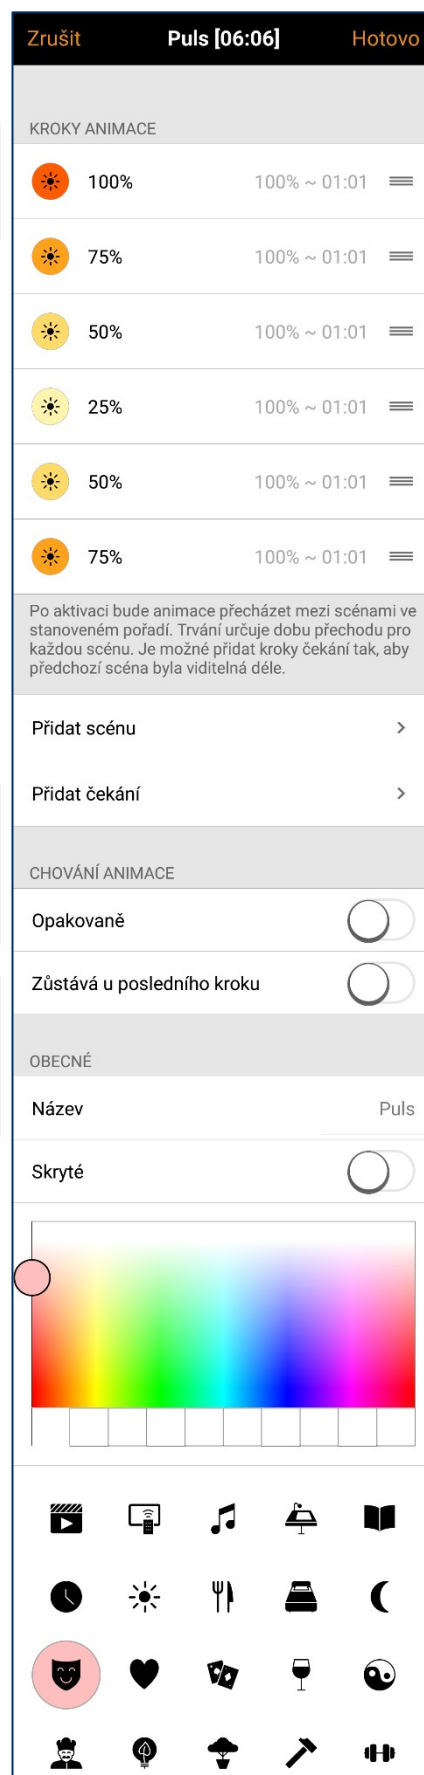 Zrušit Puls [06:06] Hotovo
KROKY ANIMACE
100% 100% ~ 01:01
75% 100% ~ 01:01
50% 100% ~ 01:01
25% 100% ~ 01:01
50% 100% ~ 01:01
75% 100% ~ 01:01
Po aktivaci bude animace přecházet mezi scénami ve
stanoveném pořadí. Trvání určuje dobu přechodu pro
každou scénu. Je možné přidat kroky čekání tak, aby
předchozí scéna byla viditelná déle.
Přidat scénu
Přidat čekání
CHOVÁNÍ ANIMACE
Opakovaně
Zůstává u posledního kroku
OBECNÉ
Název Puls
Skryté